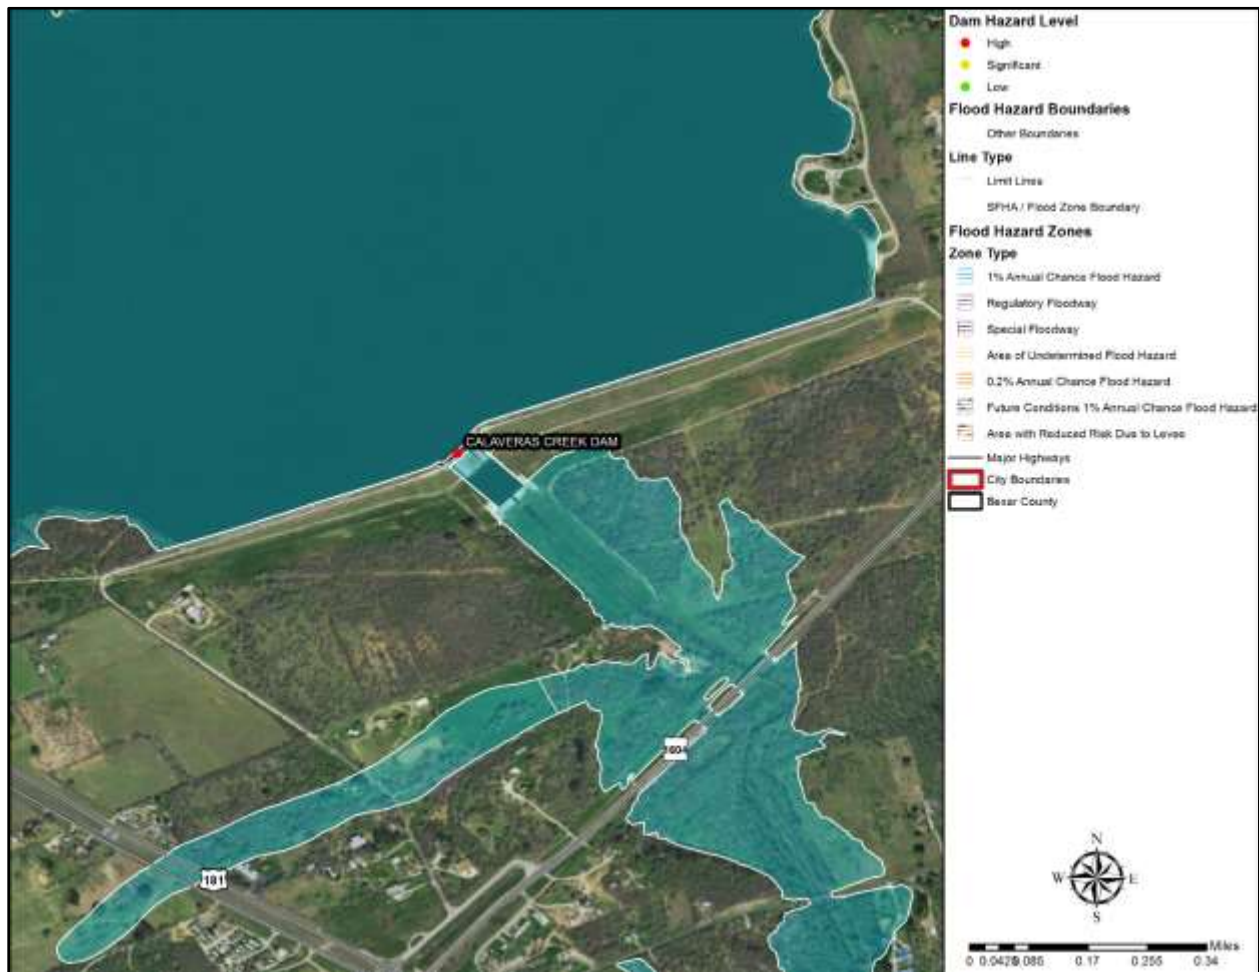 Dam Hazard Level
High
Significant
Low
Flood Hazard Boundaries
Other Boundaries
Line Type
Limit Lines
SFHA / Flood Zone Boundary
Flood Hazard Zones
Zone Type
1% Annual Chance Flood Hazard
Regulatory Floodway
Special Floodway
Area of Undetermined Flood Hazard
0.2% Annual Chance Flood Hazard
Future Conditions 1% Annual Chance Flood Hazard
Area with Reduced Risk Due to Levee
Major Highways
City Boundaries
Bexar County
CALAVERAS CREEK DAM
1604
181
N
W E
S
Miles
0 0.0425 0.085 0.17 0.255 0.34